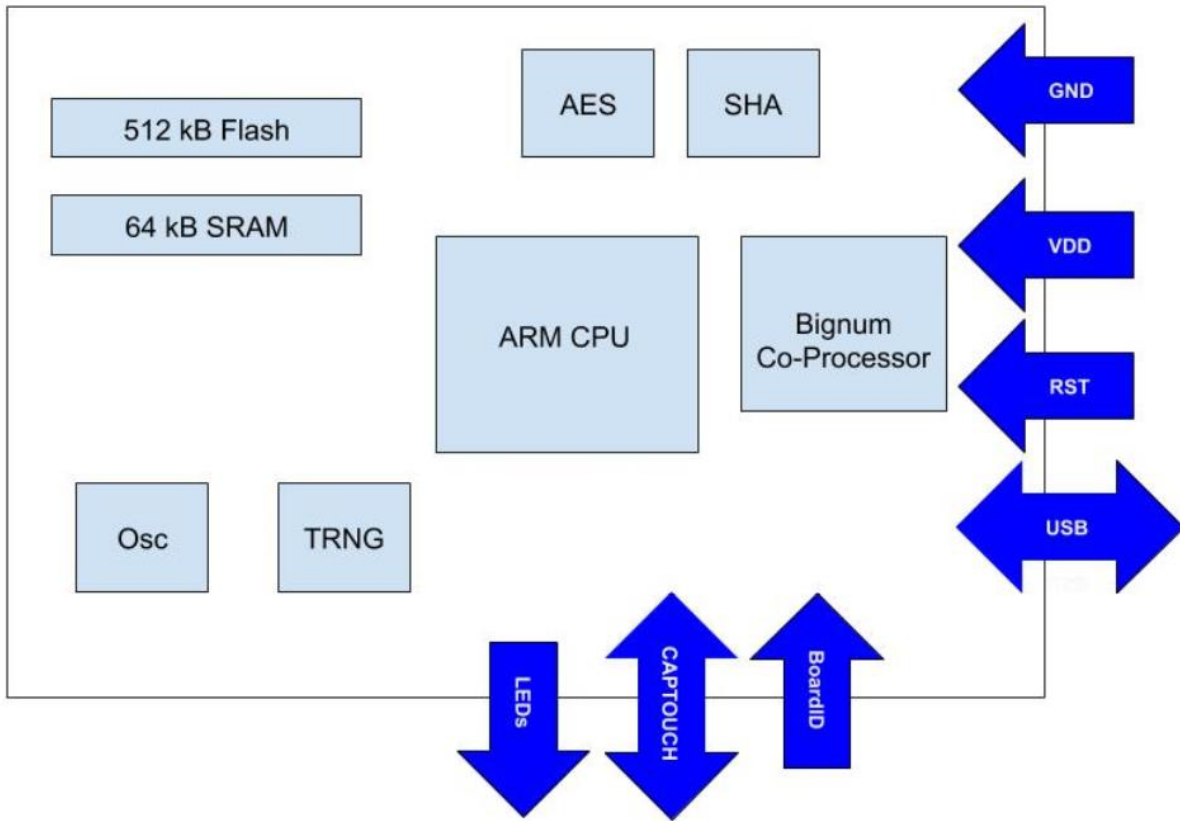 AES
SHA
GND
512 kB Flash
64 kB SRAM
VDD
ARM CPU
Bignum
Co-Processor
RST
Osc
TRNG
USB
LEDs
CAPTOUCH
BoardID